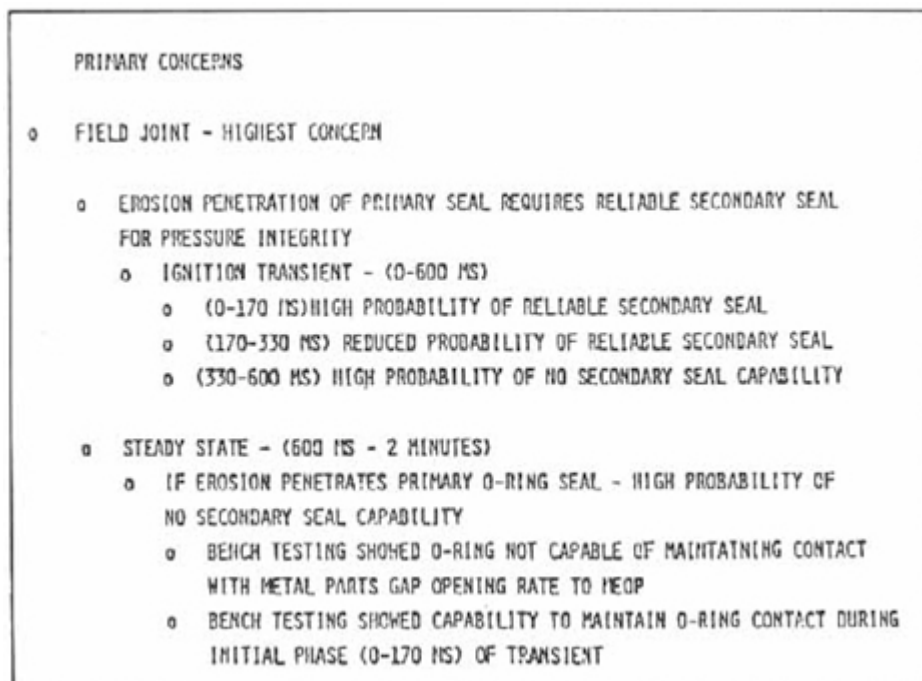 PRIMARY CONCERNS
o FIELD JOINT - HIGHEST CONCERN
o EROSION PENETRATION OF PRIMARY SEAL REQUIRES RELIABLE SECONDARY SEAL
FOR PRESSURE INTEGRITY
o IGNITION TRANSIENT - (0-600 MS)
o (0-170 MS)HIGH PROBABILITY OF RELIABLE SECONDARY SEAL
o (170-330 MS) REDUCED PROBABILITY OF RELIABLE SECONDARY SEAL
o (330-600 MS) HIGH PROBABILITY OF NO SECONDARY SEAL CAPABILITY
o STEADY STATE - (600 MS - 2 MINUTES)
o IF EROSION PENETRATES PRIMARY O-RING SEAL - HIGH PROBABILITY OF
NO SECONDARY SEAL CAPABILITY
o BENCH TESTING SHOWED O-RING NOT CAPABLE OF MAINTAINING CONTACT
WITH METAL PARTS GAP OPENING RATE TO MEOP
o BENCH TESTING SHOWED CAPABILITY TO MAINTAIN O-RING CONTACT DURING
INITIAL PHASE (0-170 MS) OF TRANSIENT